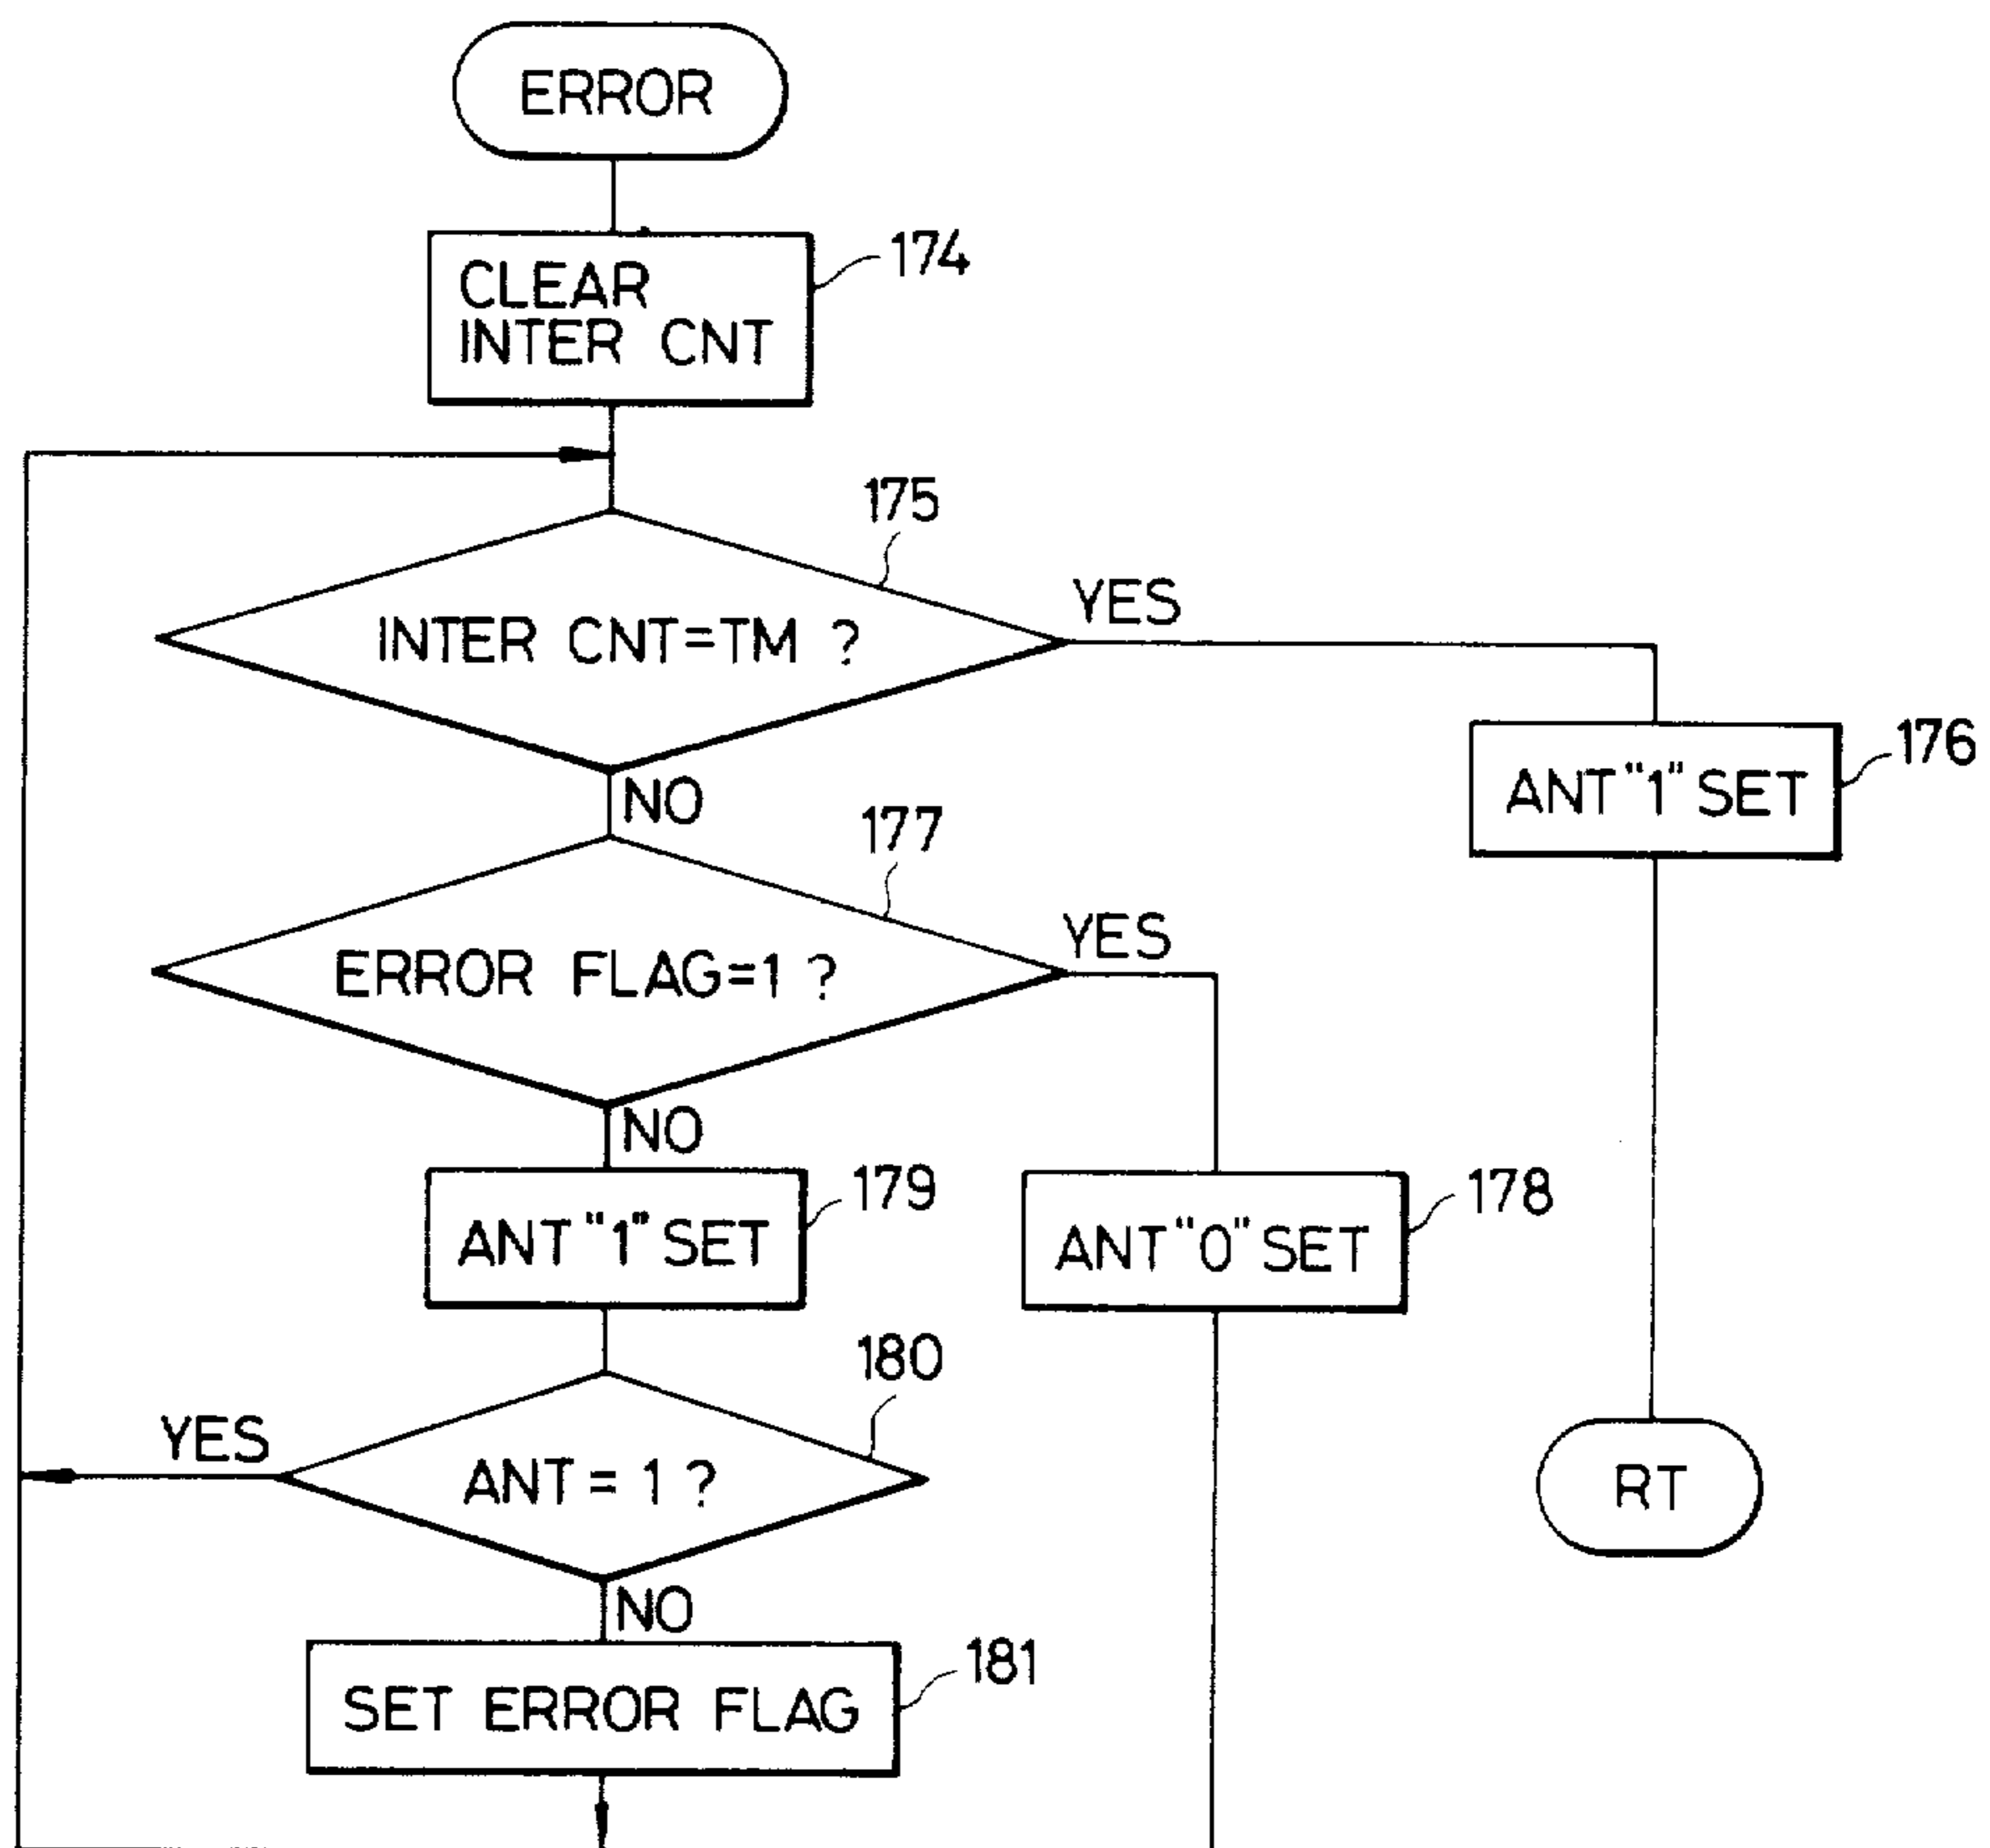 ERROR
CLEAR
INTER CNT
174
175
INTER CNT=TM ?
YES
NO
ANT "1" SET
176
177
ERROR FLAG=1 ?
YES
NO
ANT "1" SET
179
ANT "0" SET
178
180
YES
ANT = 1 ?
RT
NO
SET ERROR FLAG
181